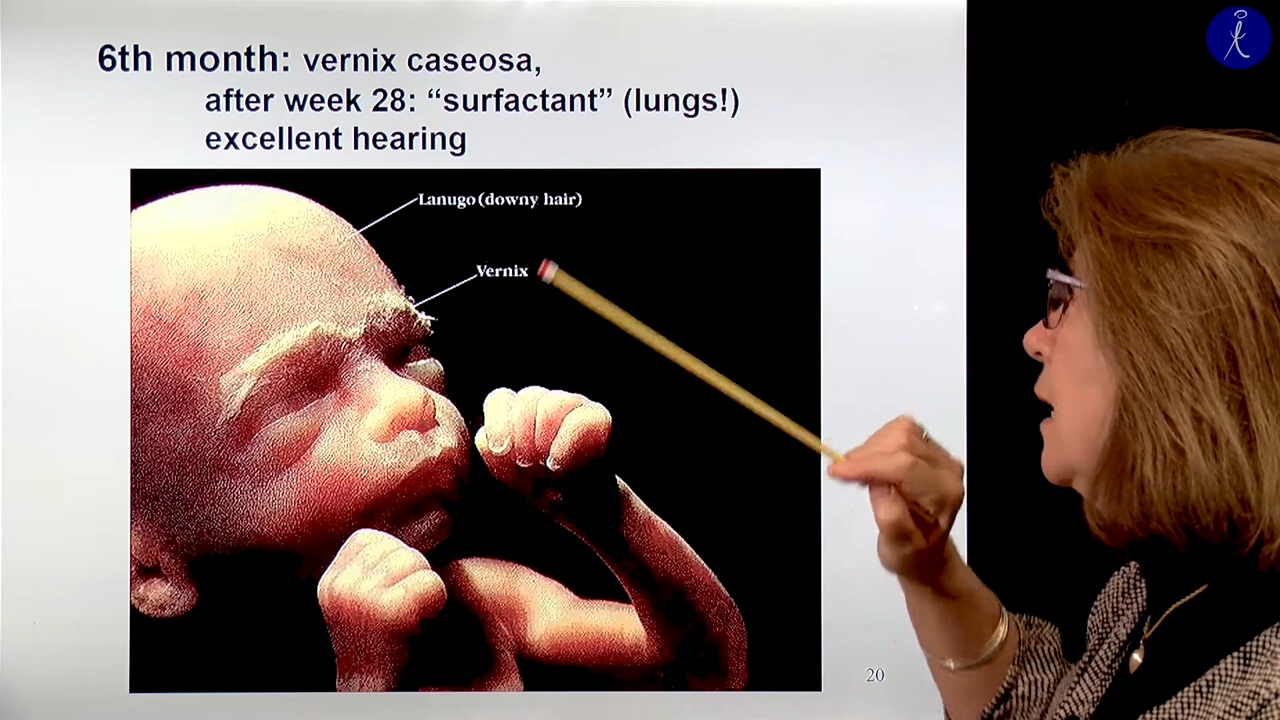 6th month: vernix caseosa,
after week 28: “surfactant” (lungs!)
excellent hearing
Lanugo (downy hair)
Vernix
20